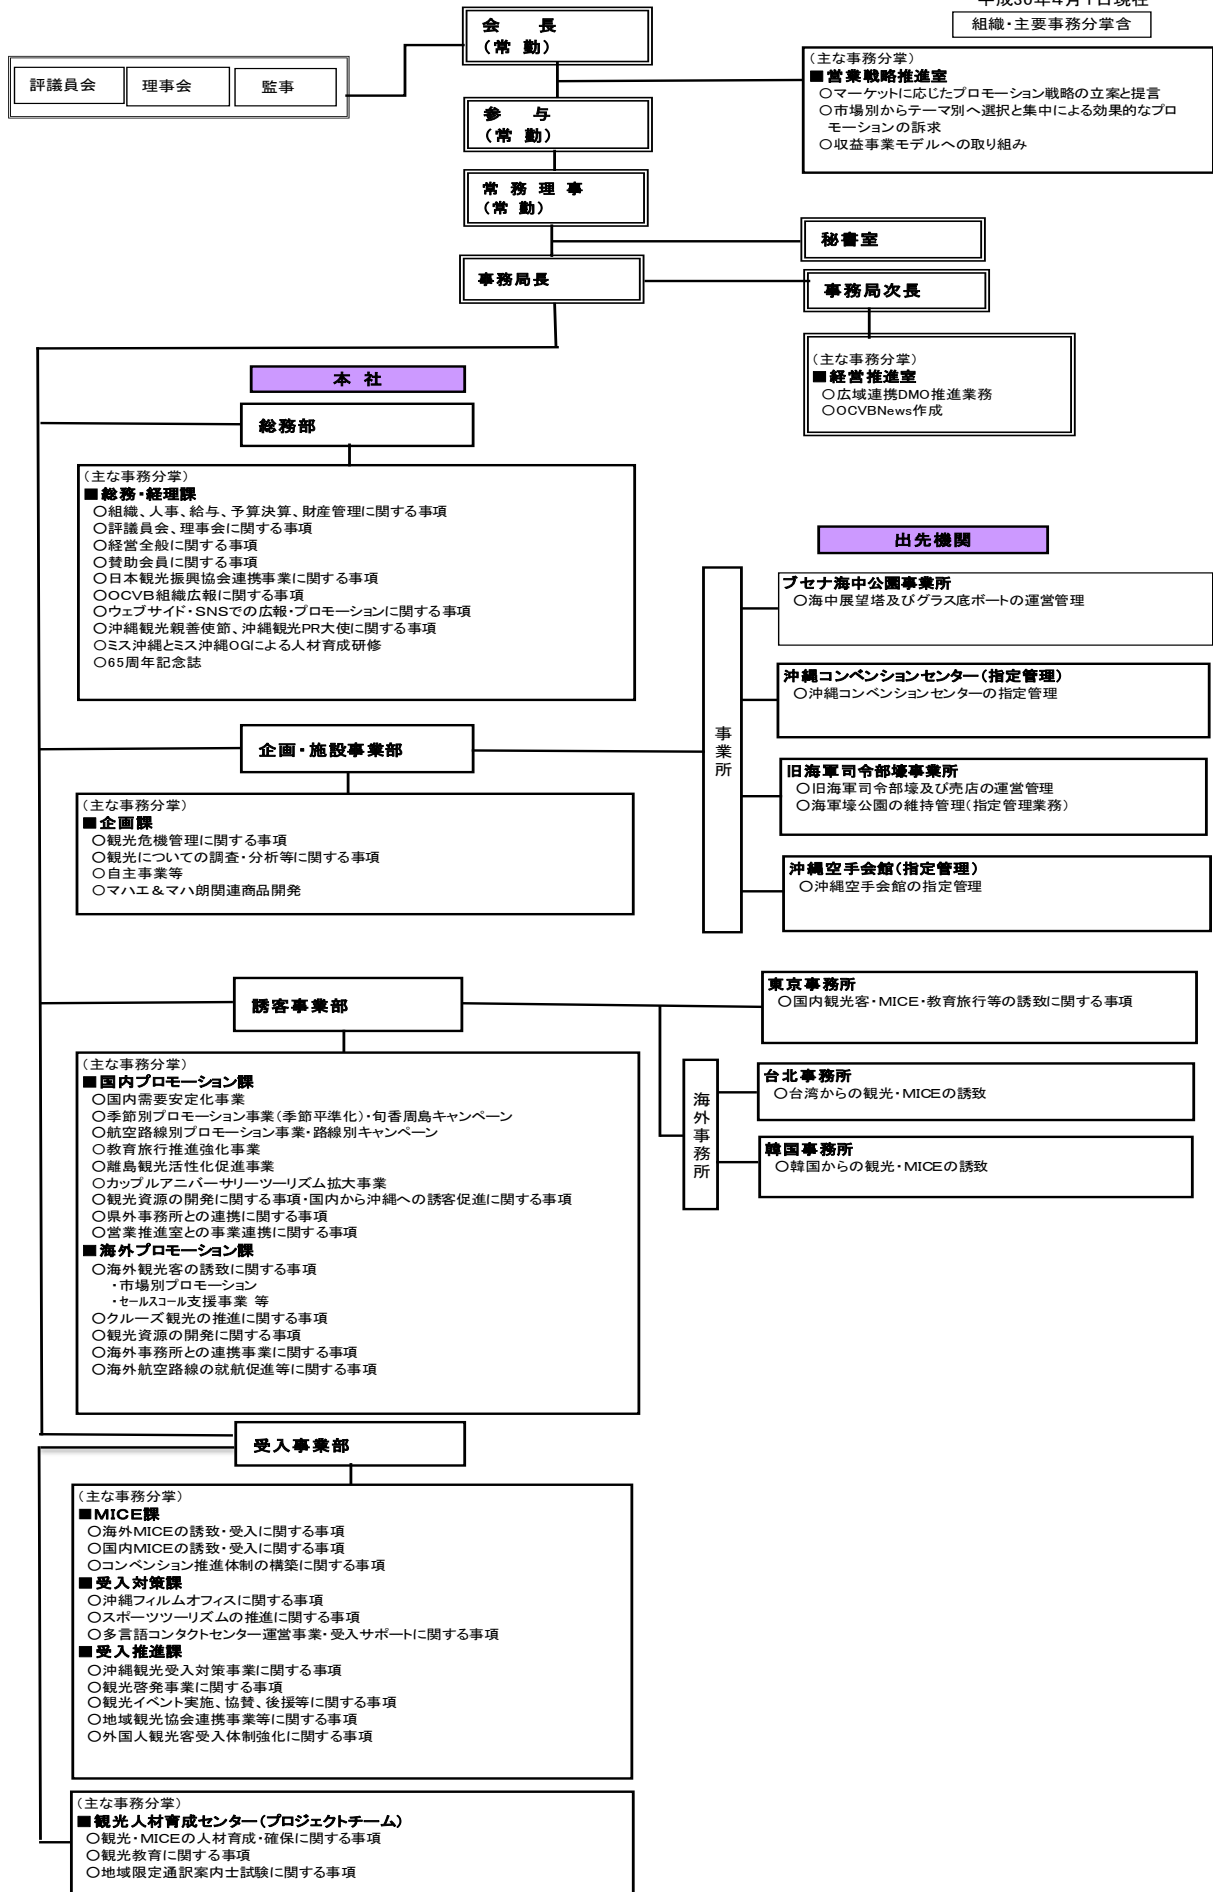 平成30年4月1日現在
組織・主要事務分掌含
会　長
(常 勤)
評議員会
理事会
監事
(主な事務分掌)
■営業戦略推進室
○マーケットに応じたプロモーション戦略の立案と提言
○市場別からテーマ別へ選択と集中による効果的なプロ
モーションの訴求
○収益事業モデルへの取り組み
参　与
(常 勤)
常 務 理 事
(常 勤)
秘書室
事務局長
事務局次長
(主な事務分掌)
■経営推進室
○広域連携DMO推進業務
○OCVBNews作成
本 社
総務部
(主な事務分掌)
■総務・経理課
○組織、人事、給与、予算決算、財産管理に関する事項
○評議員会、理事会に関する事項
○経営全般に関する事項
○賛助会員に関する事項
○日本観光振興協会連携事業に関する事項
○OCVB組織広報に関する事項
○ウェブサイド・SNSでの広報・プロモーションに関する事項
○沖縄観光親善使節、沖縄観光PR大使に関する事項
○ミス沖縄とミス沖縄OGによる人材育成研修
○65周年記念誌
出先機関
事業所
ブセナ海中公園事業所
○海中展望塔及びグラス底ボートの運営管理
沖縄コンベンションセンター(指定管理)
○沖縄コンベンションセンターの指定管理
旧海軍司令部壕事業所
○旧海軍司令部壕及び売店の運営管理
○海軍壕公園の維持管理(指定管理業務)
沖縄空手会館(指定管理)
○沖縄空手会館の指定管理
企画・施設事業部
(主な事務分掌)
■企画課
○観光危機管理に関する事項
○観光についての調査・分析等に関する事項
○自主事業等
○マハエ&マハ朗関連商品開発
誘客事業部
東京事務所
○国内観光客・MICE・教育旅行等の誘致に関する事項
海外事務所
台北事務所
○台湾からの観光・MICEの誘致
韓国事務所
○韓国からの観光・MICEの誘致
(主な事務分掌)
■国内プロモーション課
○国内需要安定化事業
○季節別プロモーション事業(季節平準化)・旬香周島キャンペーン
○航空路線別プロモーション事業・路線別キャンペーン
○教育旅行推進強化事業
○離島観光活性化促進事業
○カップルアニバーサリーツーリズム拡大事業
○観光資源の開発に関する事項・国内から沖縄への誘客促進に関する事項
○県外事務所との連携に関する事項
○営業推進室との事業連携に関する事項
■海外プロモーション課
○海外観光客の誘致に関する事項
・市場別プロモーション
・セールスコール支援事業 等
○クルーズ観光の推進に関する事項
○観光資源の開発に関する事項
○海外事務所との連携事業に関する事項
○海外航空路線の就航促進等に関する事項
受入事業部
(主な事務分掌)
■MICE課
○海外MICEの誘致・受入に関する事項
○国内MICEの誘致・受入に関する事項
○コンベンション推進体制の構築に関する事項
■受入対策課
○沖縄フィルムオフィスに関する事項
○スポーツツーリズムの推進に関する事項
○多言語コンタクトセンター運営事業・受入サポートに関する事項
■受入推進課
○沖縄観光受入対策事業に関する事項
○観光啓発事業に関する事項
○観光イベント実施、協賛、後援等に関する事項
○地域観光協会連携事業等に関する事項
○外国人観光客受入体制強化に関する事項
(主な事務分掌)
■観光人材育成センター(プロジェクトチーム)
○観光・MICEの人材育成・確保に関する事項
○観光教育に関する事項
○地域限定通訳案内士試験に関する事項